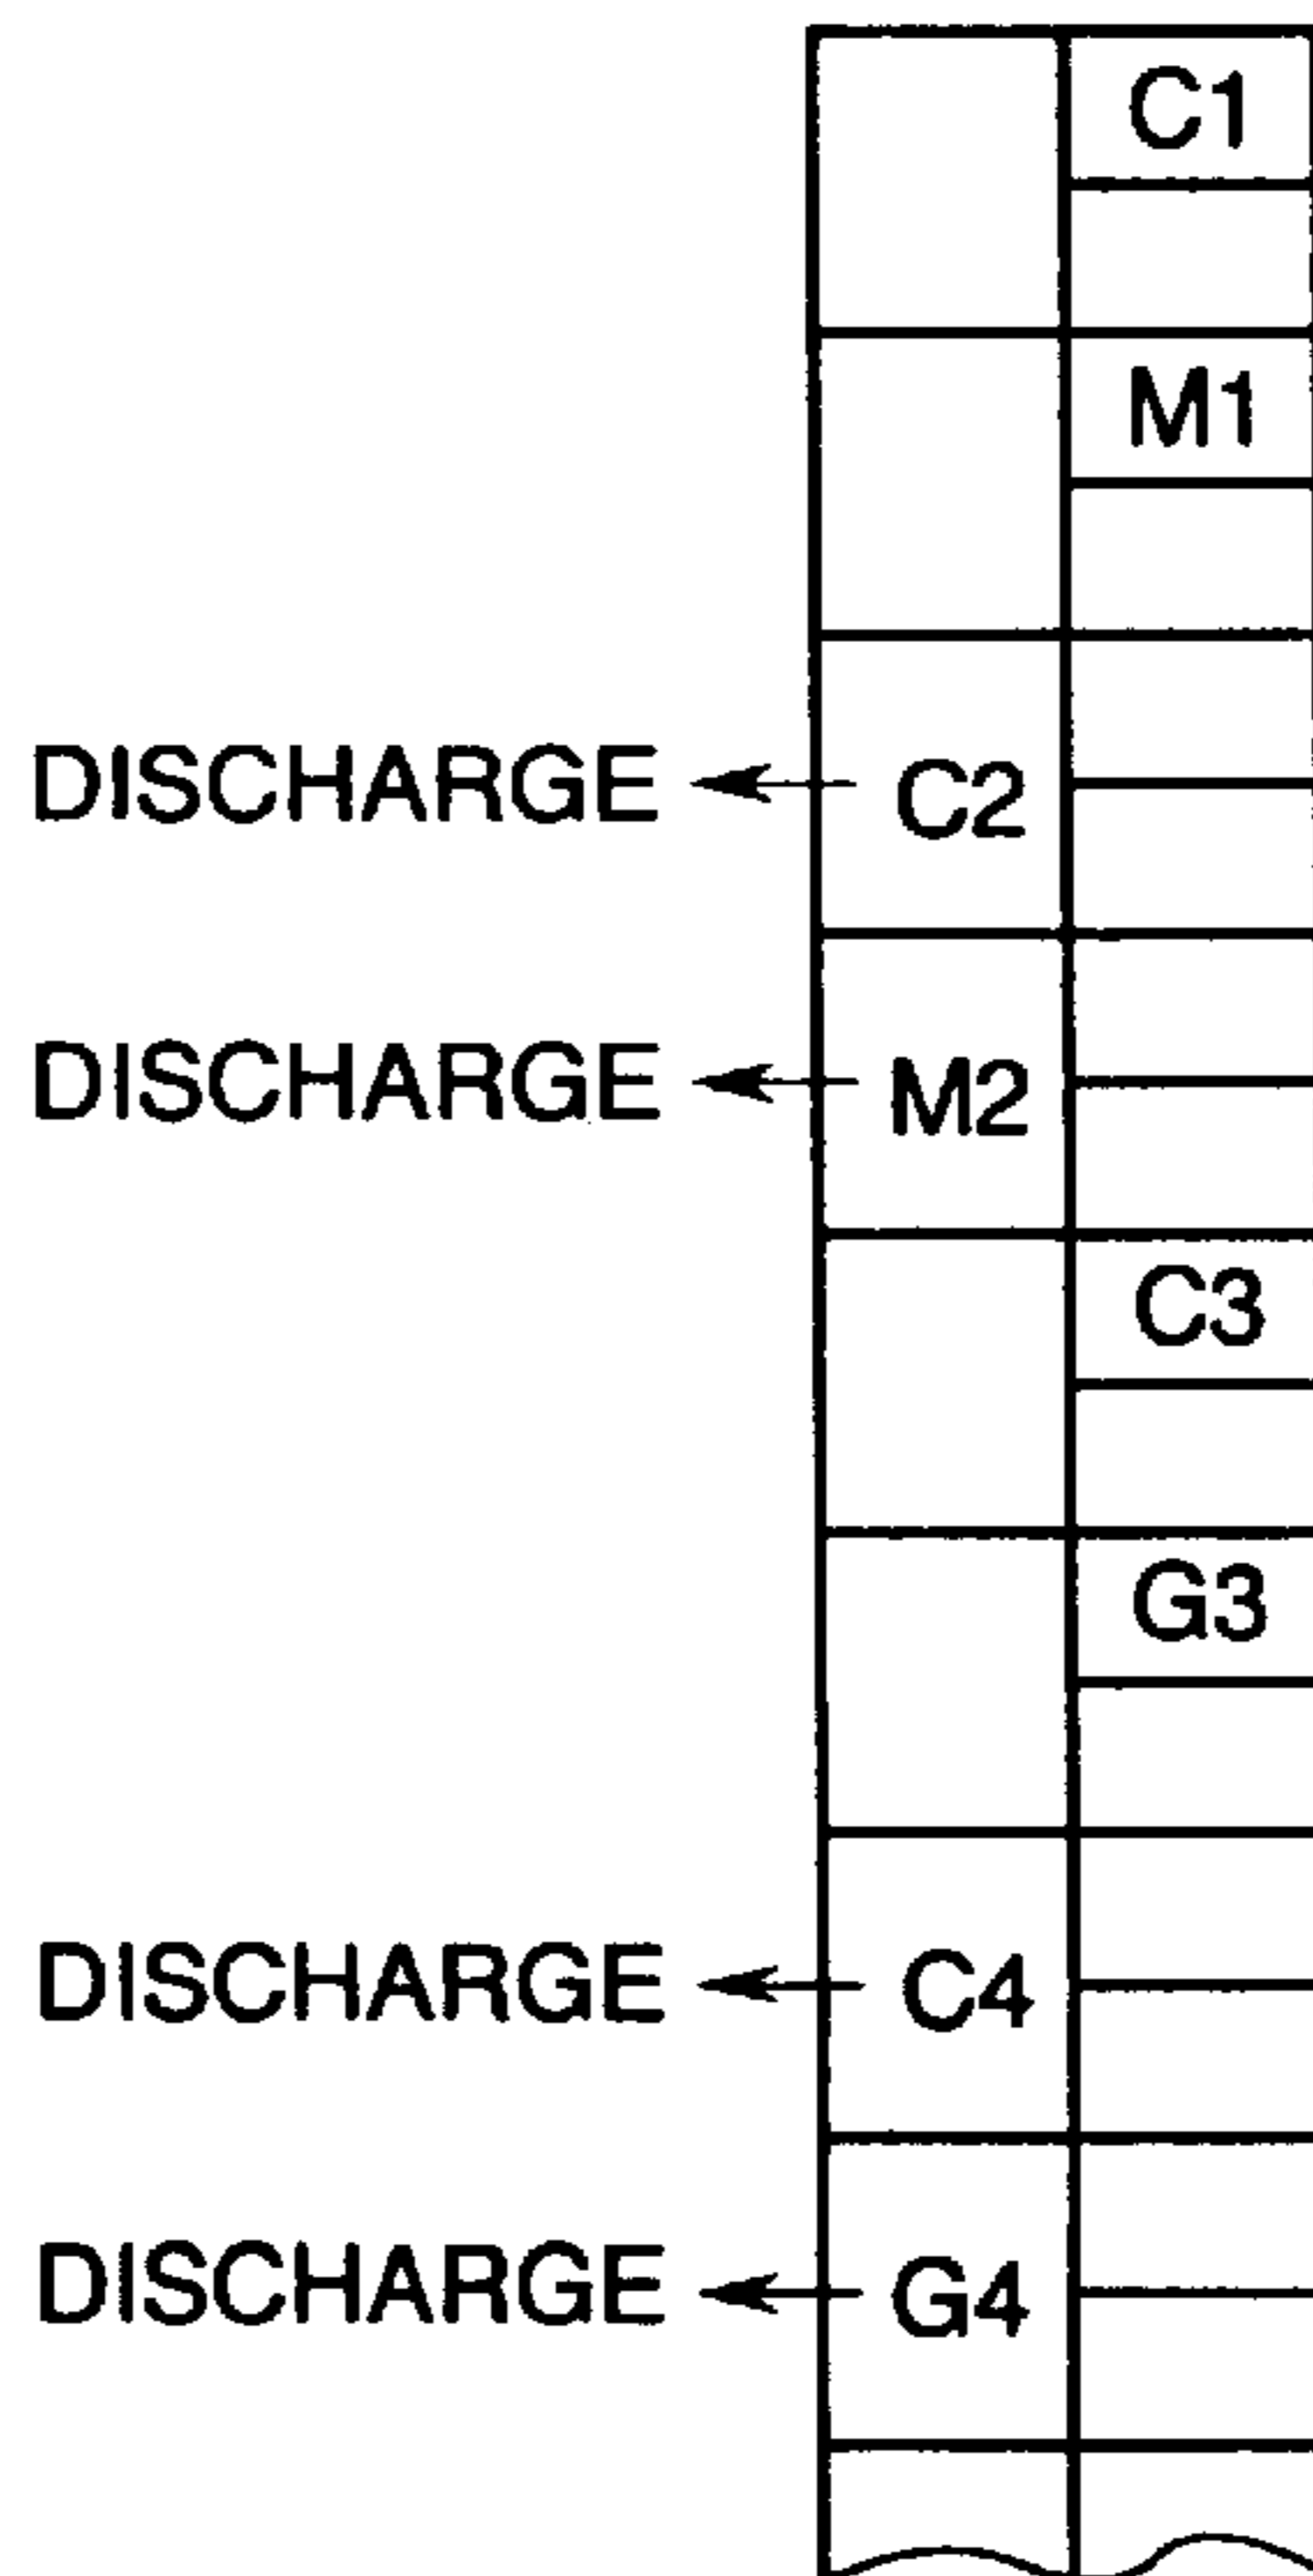 C1
M1
DISCHARGE C2
DISCHARGE M2
C3
G3
DISCHARGE C4
DISCHARGE G4